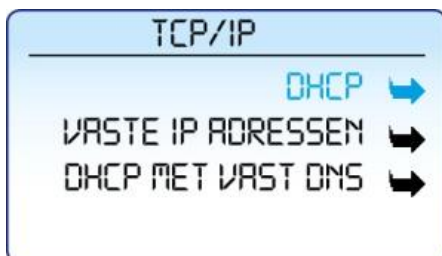 TCP/IP
DHCP
VASTE IP ADRESSEN
DHCP MET VAST DNS